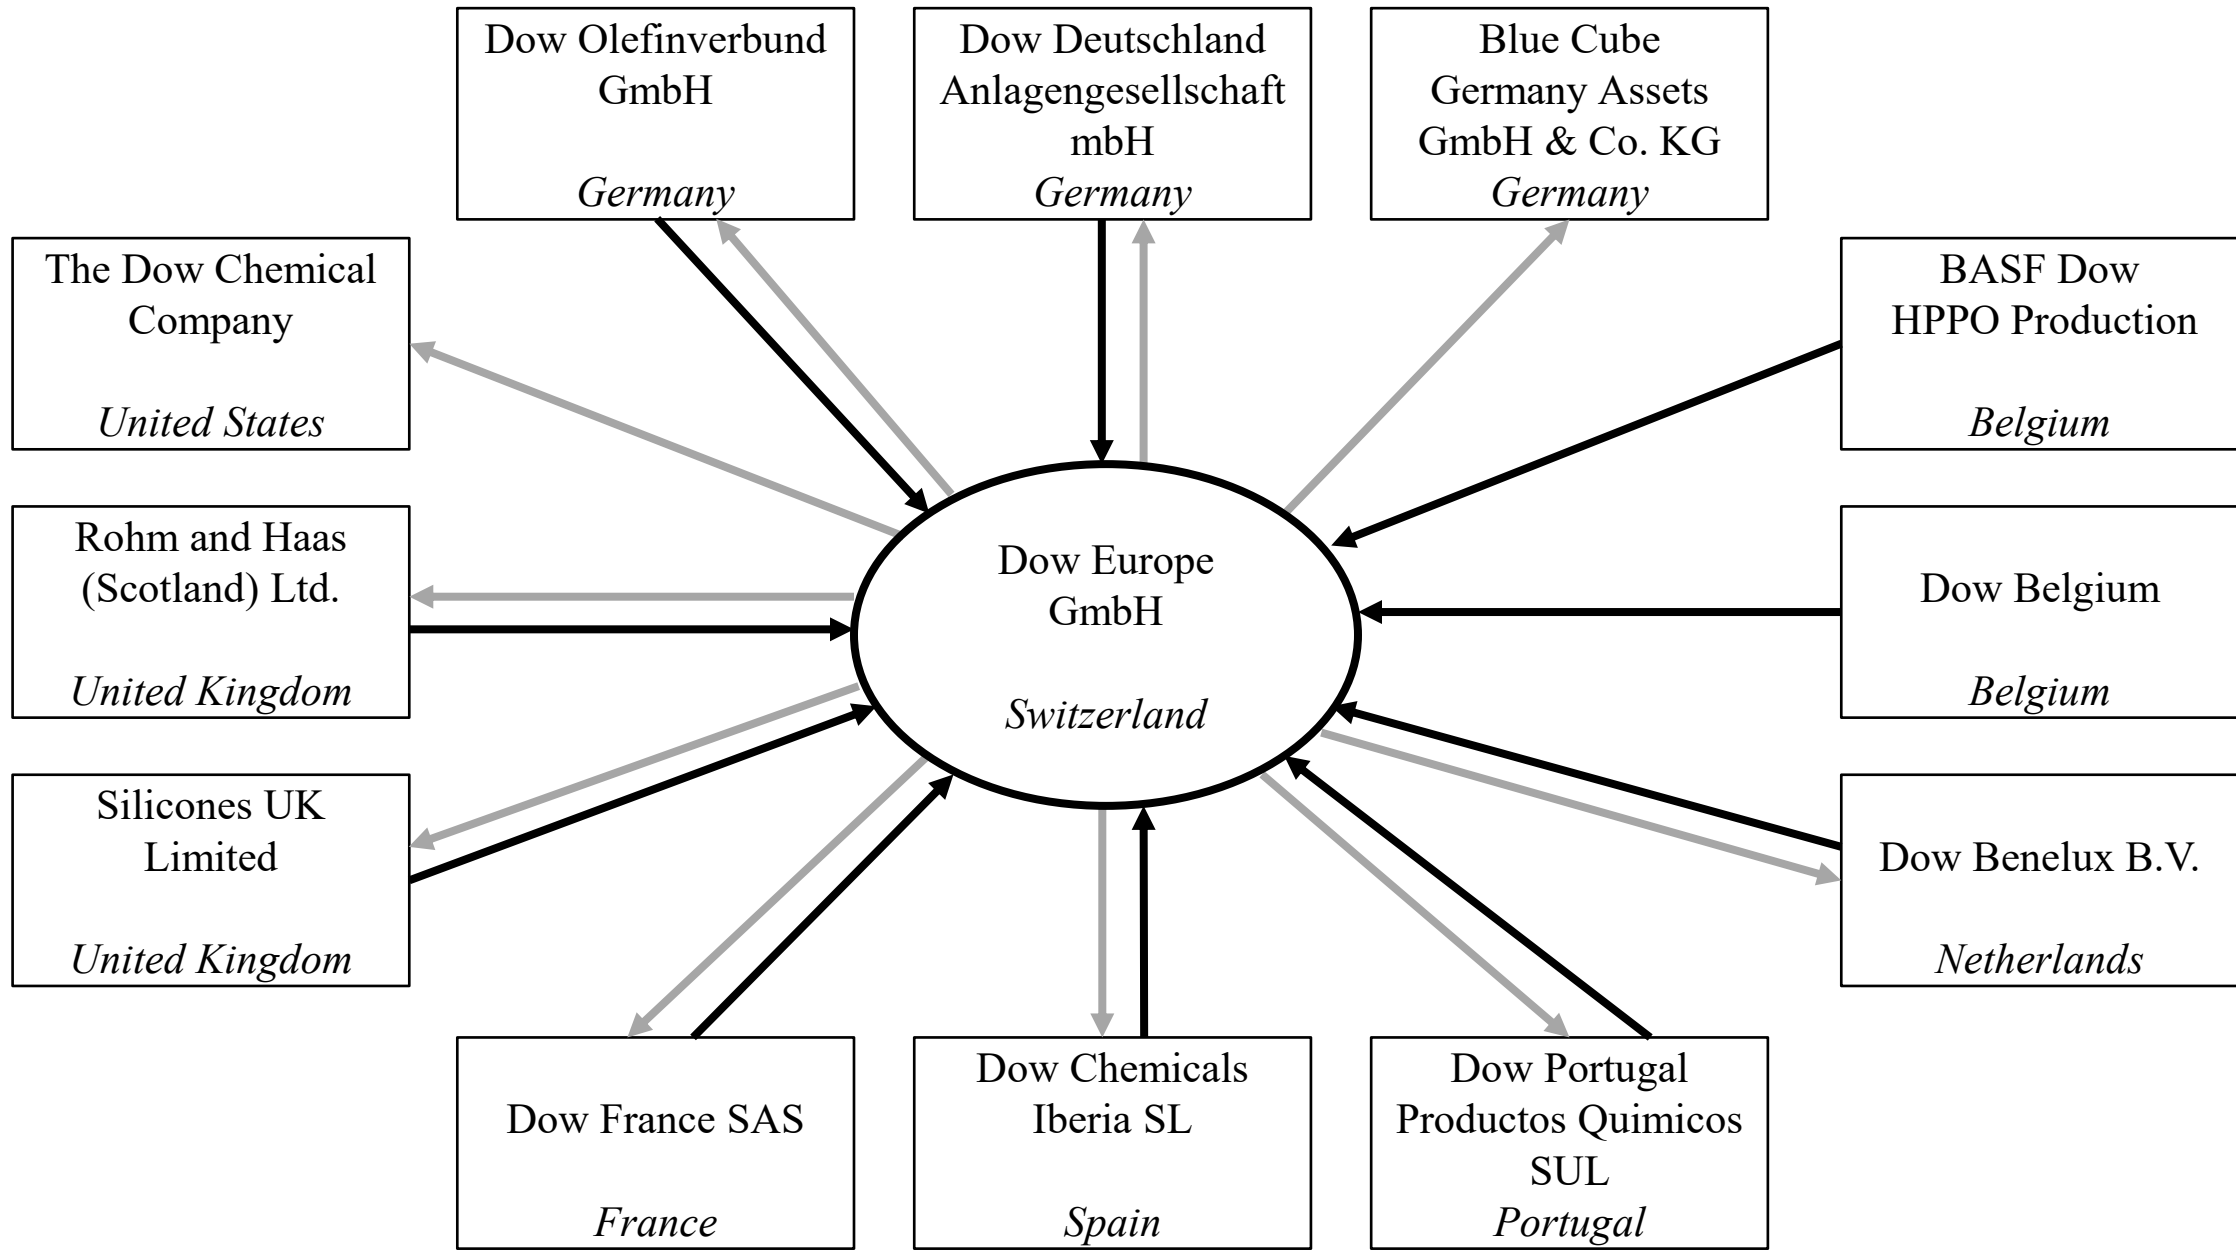 Dow Olefinverbund
GmbH
Germany
Dow Deutschland
Anlagengesellschaft
mbH
Germany
Blue Cube
Germany Assets
GmbH & Co. KG
Germany
The Dow Chemical
Company
United States
BASF Dow
HPPO Production
Belgium
Rohm and Haas
(Scotland) Ltd.
United Kingdom
Dow Europe
GmbH
Switzerland
Dow Belgium
Belgium
Silicones UK
Limited
United Kingdom
Dow Benelux B.V.
Netherlands
Dow France SAS
France
Dow Chemicals
Iberia SL
Spain
Dow Portugal
Productos Quimicos
SUL
Portugal